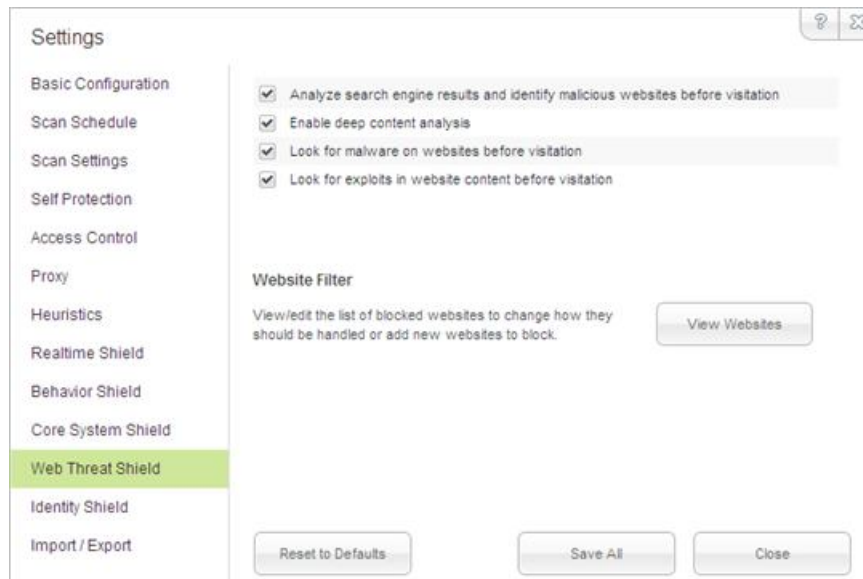 Settings
?
Basic Configuration
Scan Schedule
Scan Settings
Self Protection
Access Control
Proxy
Heuristics
Realtime Shield
Behavior Shield
Core System Shield
Web Threat Shield
Identity Shield
Import / Export
Analyze search engine results and identify malicious websites before visitation
Enable deep content analysis
Look for malware on websites before visitation
Look for exploits in website content before visitation
Website Filter
View/edit the list of blocked websites to change how they
should be handled or add new websites to block.
View Websites
Reset to Defaults
Save All
Close